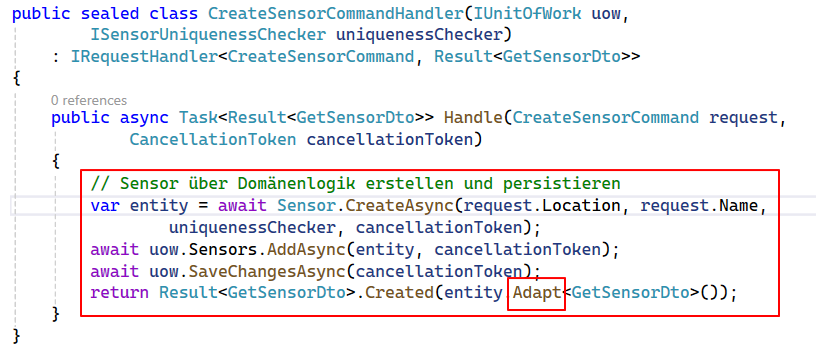 public sealed class CreateSensorCommandHandler(IUnitOfWork uow,
ISensorUniquenessChecker uniquenessChecker)
: IRequestHandler<CreateSensorCommand, Result<GetSensorDto>>
{
0 references
public async Task<Result<GetSensorDto>> Handle(CreateSensorCommand request,
CancellationToken cancellationToken)
{
// Sensor über Domänenlogik erstellen und persistieren
var entity = await Sensor.CreateAsync(request.Location, request.Name,
uniquenessChecker, cancellationToken);
await uow.Sensors.AddAsync(entity, cancellationToken);
await uow.SaveChangesAsync(cancellationToken);
return Result<GetSensorDto>.Created(entity.Adapt<GetSensorDto>());
}
}